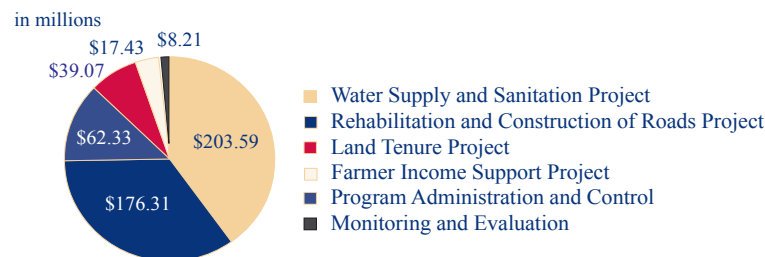 in millions
$17.43
$8.21
$39.07
$62.33
$203.59
$176.31
Water Supply and Sanitation Project
Rehabilitation and Construction of Roads Project
Land Tenure Project
Farmer Income Support Project
Program Administration and Control
Monitoring and Evaluation